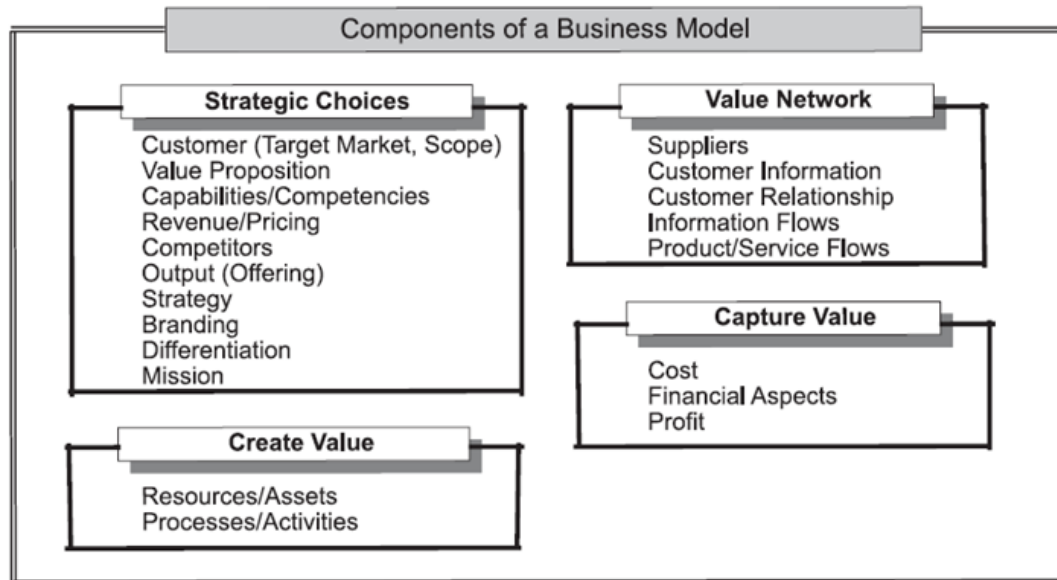 Components of a Business Model
Strategic Choices
Customer (Target Market, Scope)
Value Proposition
Capabilities/Competencies
Revenue/Pricing
Competitors
Output (Offering)
Strategy
Branding
Differentiation
Mission
Create Value
Resources/Assets
Processes/Activities
Value Network
Suppliers
Customer Information
Customer Relationship
Information Flows
Product/Service Flows
Capture Value
Cost
Financial Aspects
Profit